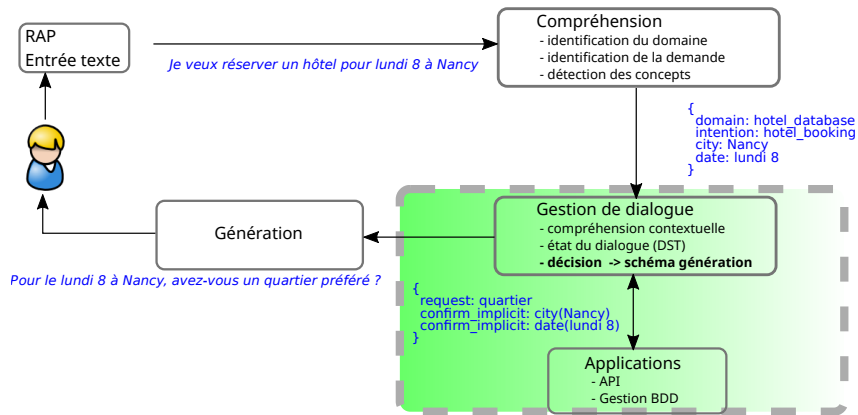 RAP
Entrée texte
Je veux réserver un hôtel pour lundi 8 à Nancy
Compréhension
- identification du domaine
- identification de la demande
- détection des concepts
{
domain: hotel_database
intention: hotel_booking
city: Nancy
date: lundi 8
}
Gestion de dialogue
- compréhension contextuelle
- état du dialogue (DST)
- décision -> schéma génération
Génération
Pour le lundi 8 à Nancy, avez-vous un quartier préféré ?
{
request: quartier
confirm_implicit: city(Nancy)
confirm_implicit: date(lundi 8)
}
Applications
- API
- Gestion BDD